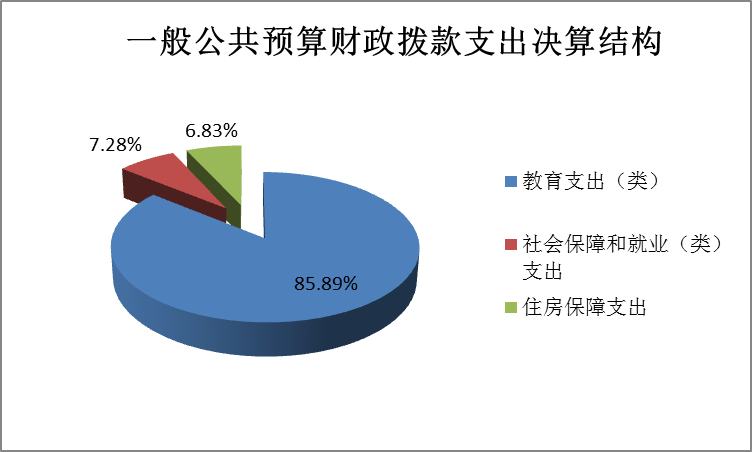 一般公共预算财政拨款支出决算结构
6.83%
7.28%
85.89%
教育支出（类）
社会保障和就业（类）
支出
住房保障支出